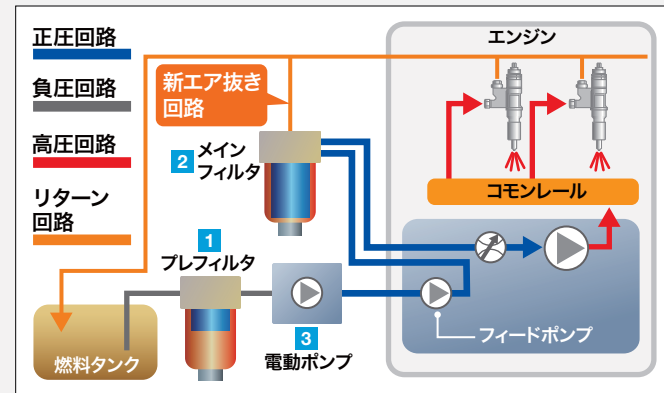 正圧回路
負圧回路
高圧回路
リターン
回路
新エア抜き
回路
2 メイン
フィルタ
1
プレフィルタ
3
電動ポンプ
燃料タンク
エンジン
コモンレール
フィードポンプ